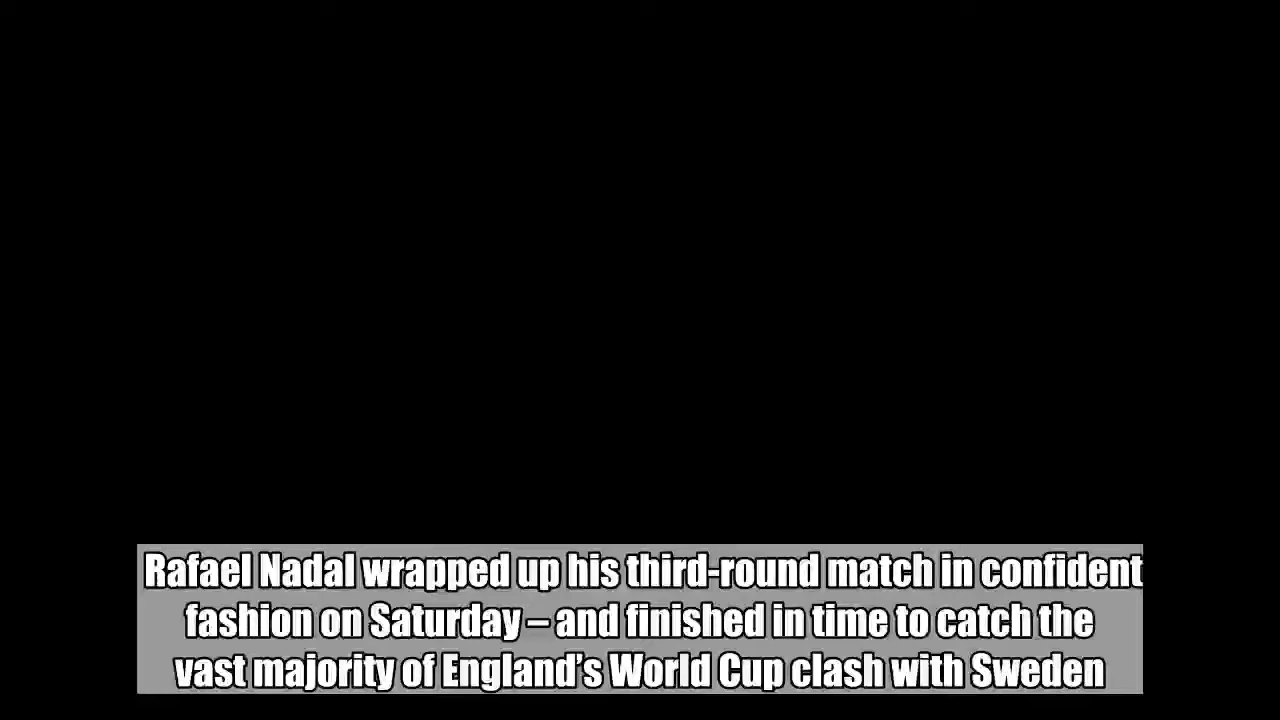 Rafael Nadal wrapped up his third-round match in confident
fashion on Saturday – and finished in time to catch the
vast majority of England’s World Cup clash with Sweden